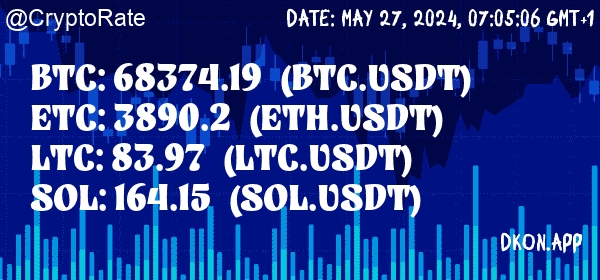 @CryptoRate
DATE: MAY 27, 2024, 07:05:06 GMT+1
BTC: 68374.19 (BTC.USDT)
ETC: 3890.2 (ETH.USDT)
LTC: 83.97 (LTC.USDT)
SOL: 164.15 (SOL.USDT)
DKON.APP